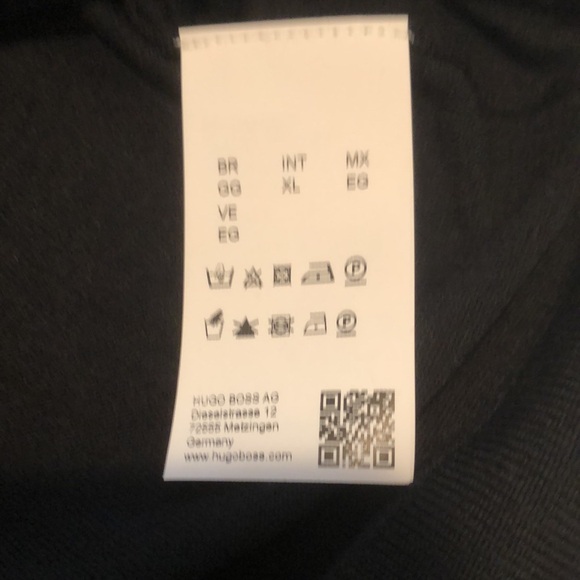 BR INT MX
GG XL EG
VE
EG
P
P
HUGO BOSS AG
Dieselstrasse 12
72555 Metzingen
Germany
www.hugoboss.com